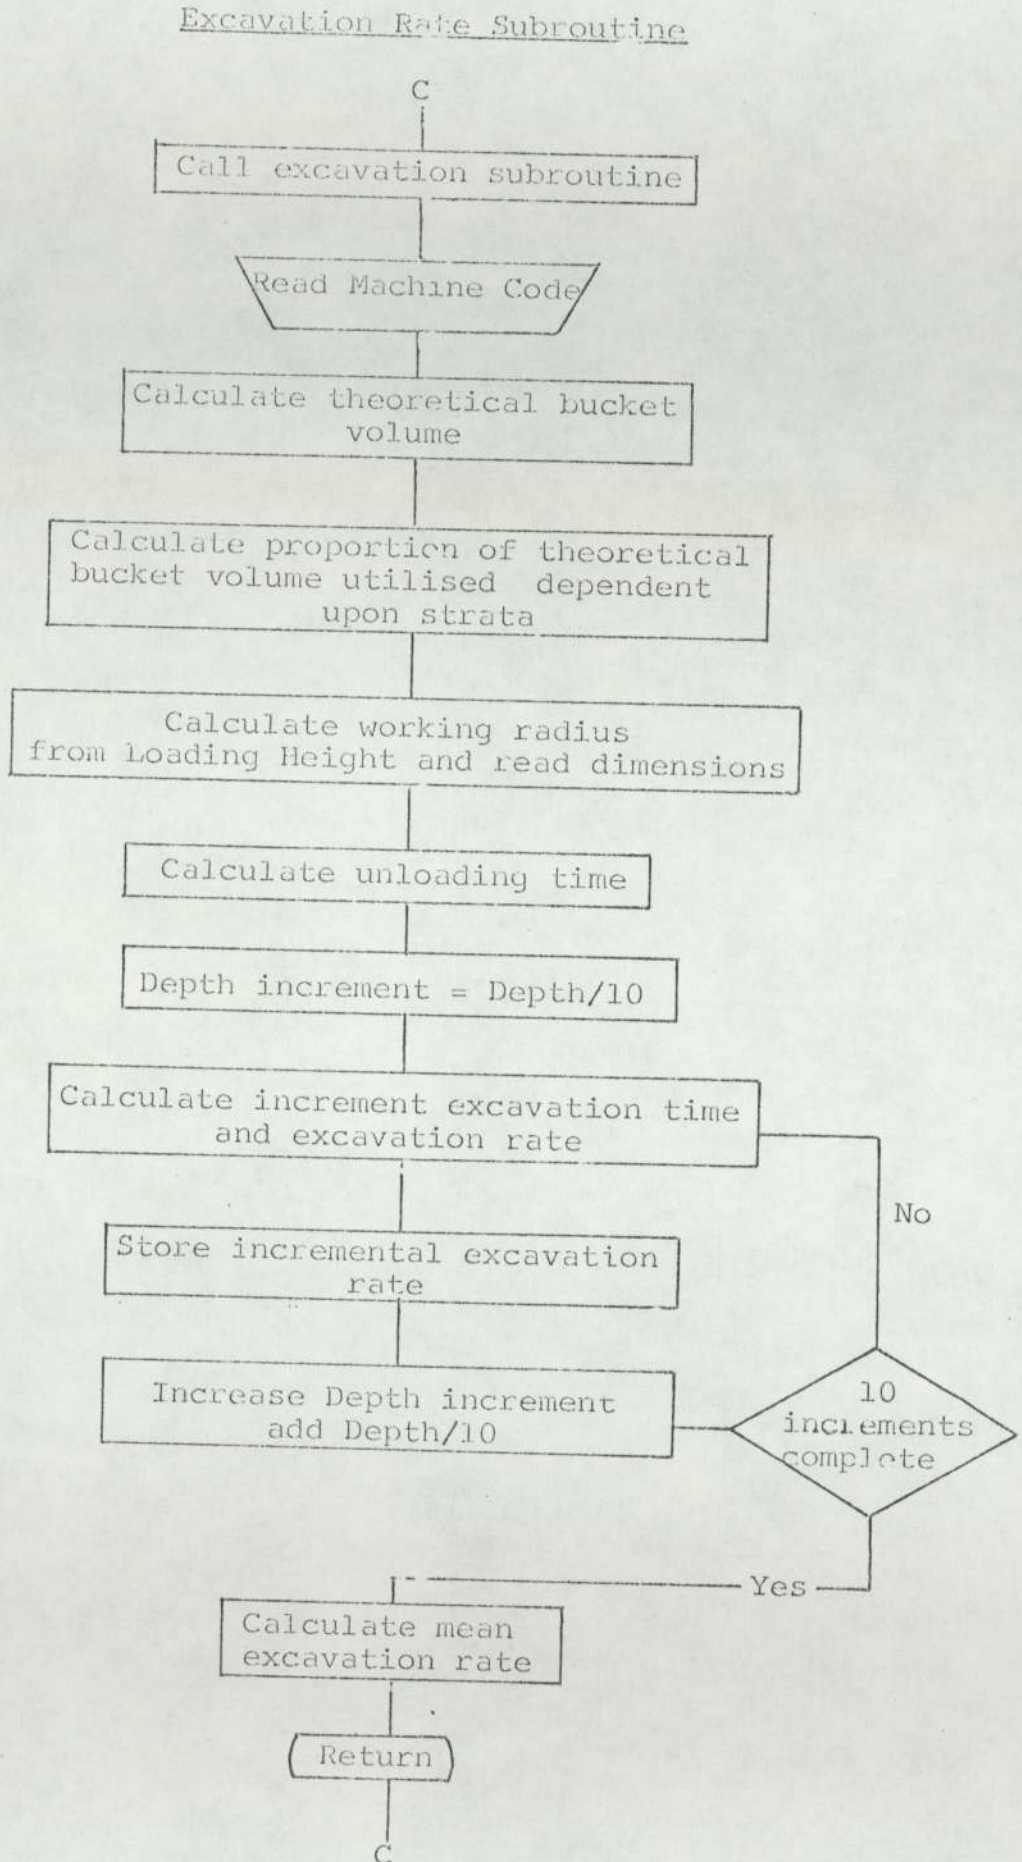 Excavation Rate Subroutine
C
Call excavation subroutine
Read Machine Code
Calculate theoretical bucket
volume
Calculate proportion of theoretical
bucket volume utilised dependent
upon strata
Calculate working radius
from Loading Height and read dimensions
Calculate unloading time
Depth increment = Depth/10
Calculate increment excavation time
and excavation rate
No
Store incremental excavation
rate
Increase Depth increment
add Depth/10
10
increments
complete
Yes
Calculate mean
excavation rate
Return
C